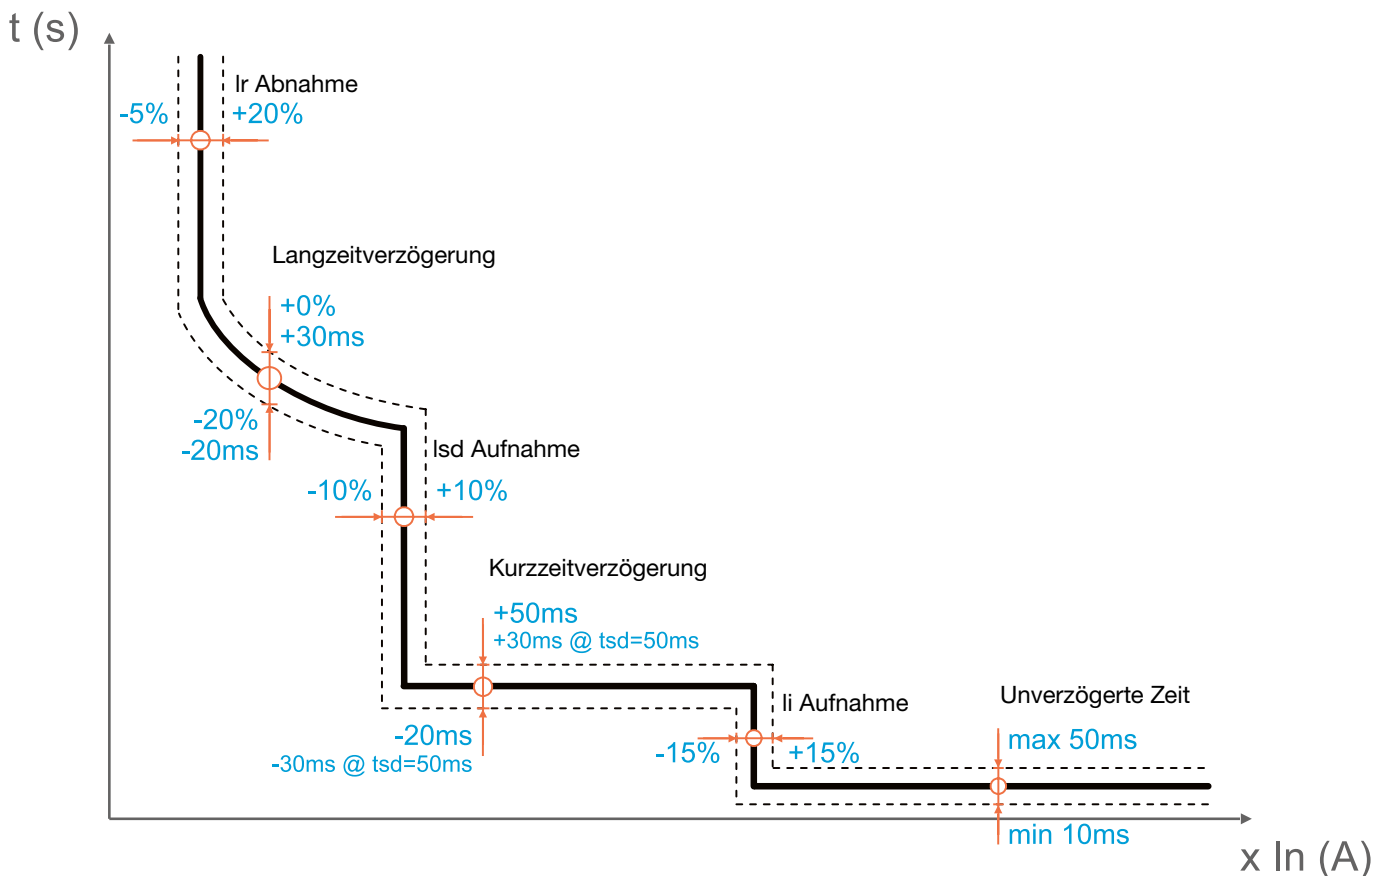 t (s)
Ir Abnahme
-5%
+20%
Langzeitverzögerung
+0%
+30ms
-20%
-20ms
Isd Aufnahme
-10%
+10%
Kurzzeitverzögerung
+50ms
+30ms @ tsd=50ms
-20ms
-30ms @ tsd=50ms
Ii Aufnahme
-15%
+15%
Unverzögerte Zeit
max 50ms
min 10ms
x In (A)